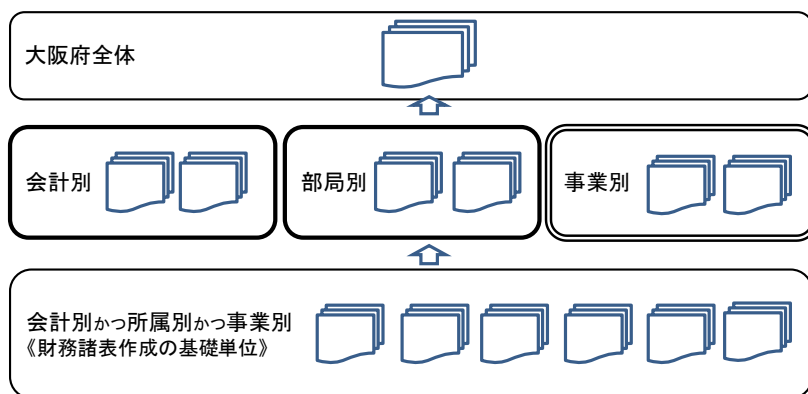 大阪府全体
会計別
部局別
事業別
会計別かつ所属別かつ事業別
《財務諸表作成の基礎単位》